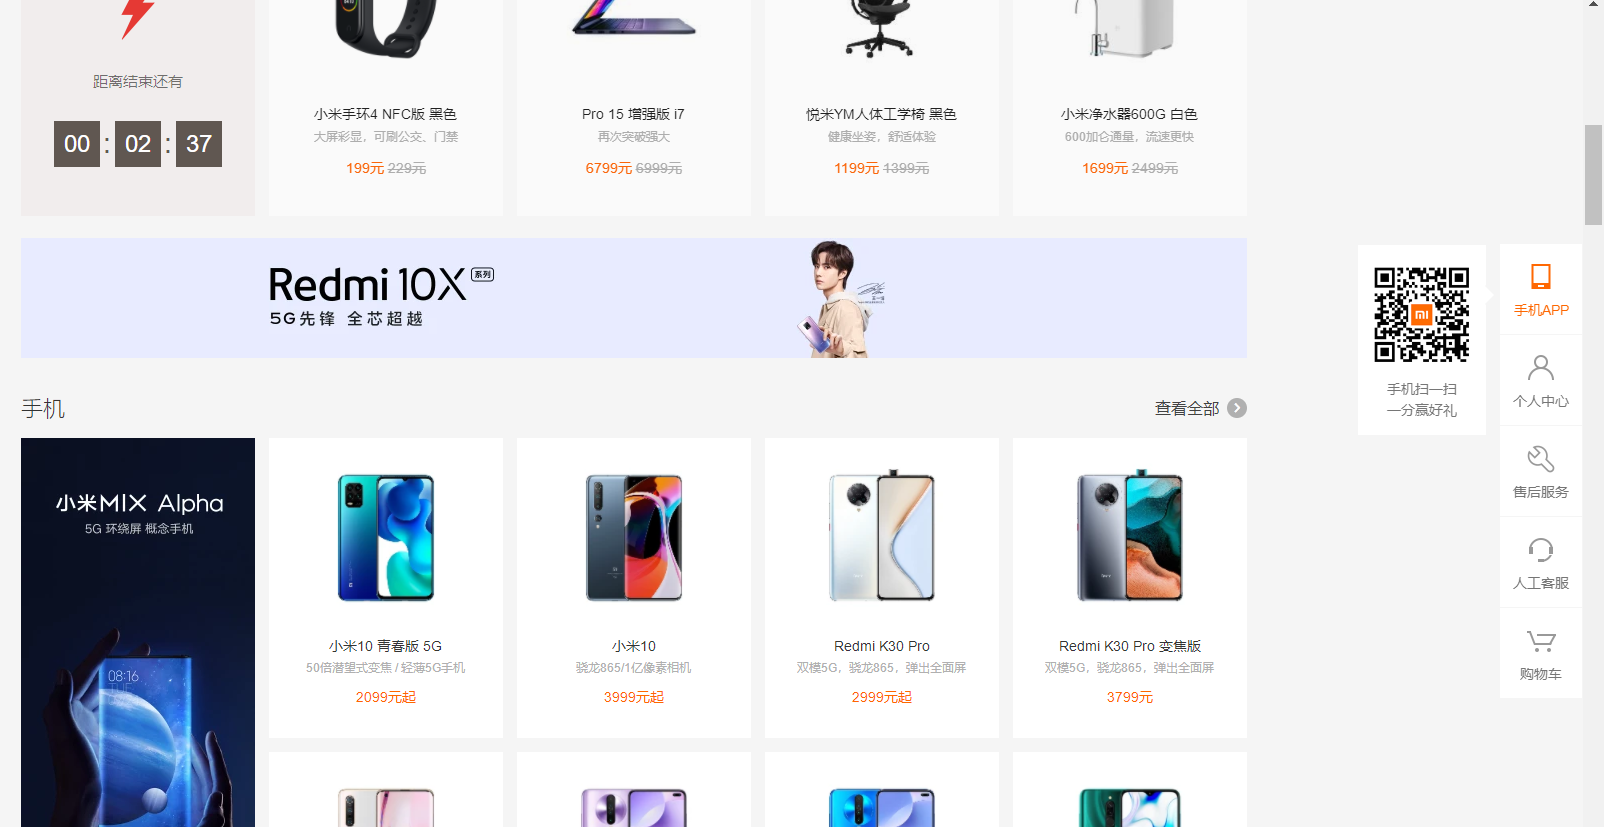 距离结束还有
00 : 02 : 37
小米手环4 NFC版 黑色
大屏彩显，可刷公交、门禁
199元 229元
Pro 15 增强版 i7
再次突破强大
6799元 6999元
悦米YM人体工学椅 黑色
健康坐姿，舒适体验
1199元 1399元
小米净水器600G 白色
600加仑通量，流速更快
1699元 2499元
Redmi 10X 系列
5G先锋 全芯超越
手机
查看全部
小米MIX Alpha
5G 环绕屏 概念手机
08:16
小米10 青春版 5G
50倍潜望式变焦 / 轻薄5G手机
2099元起
小米10
骁龙865/1亿像素相机
3999元起
Redmi K30 Pro
双模5G，骁龙865，弹出全面屏
2999元起
Redmi K30 Pro 变焦版
双模5G，骁龙865，弹出全面屏
3799元
手机扫一扫
一分赢好礼
手机APP
个人中心
售后服务
人工客服
购物车